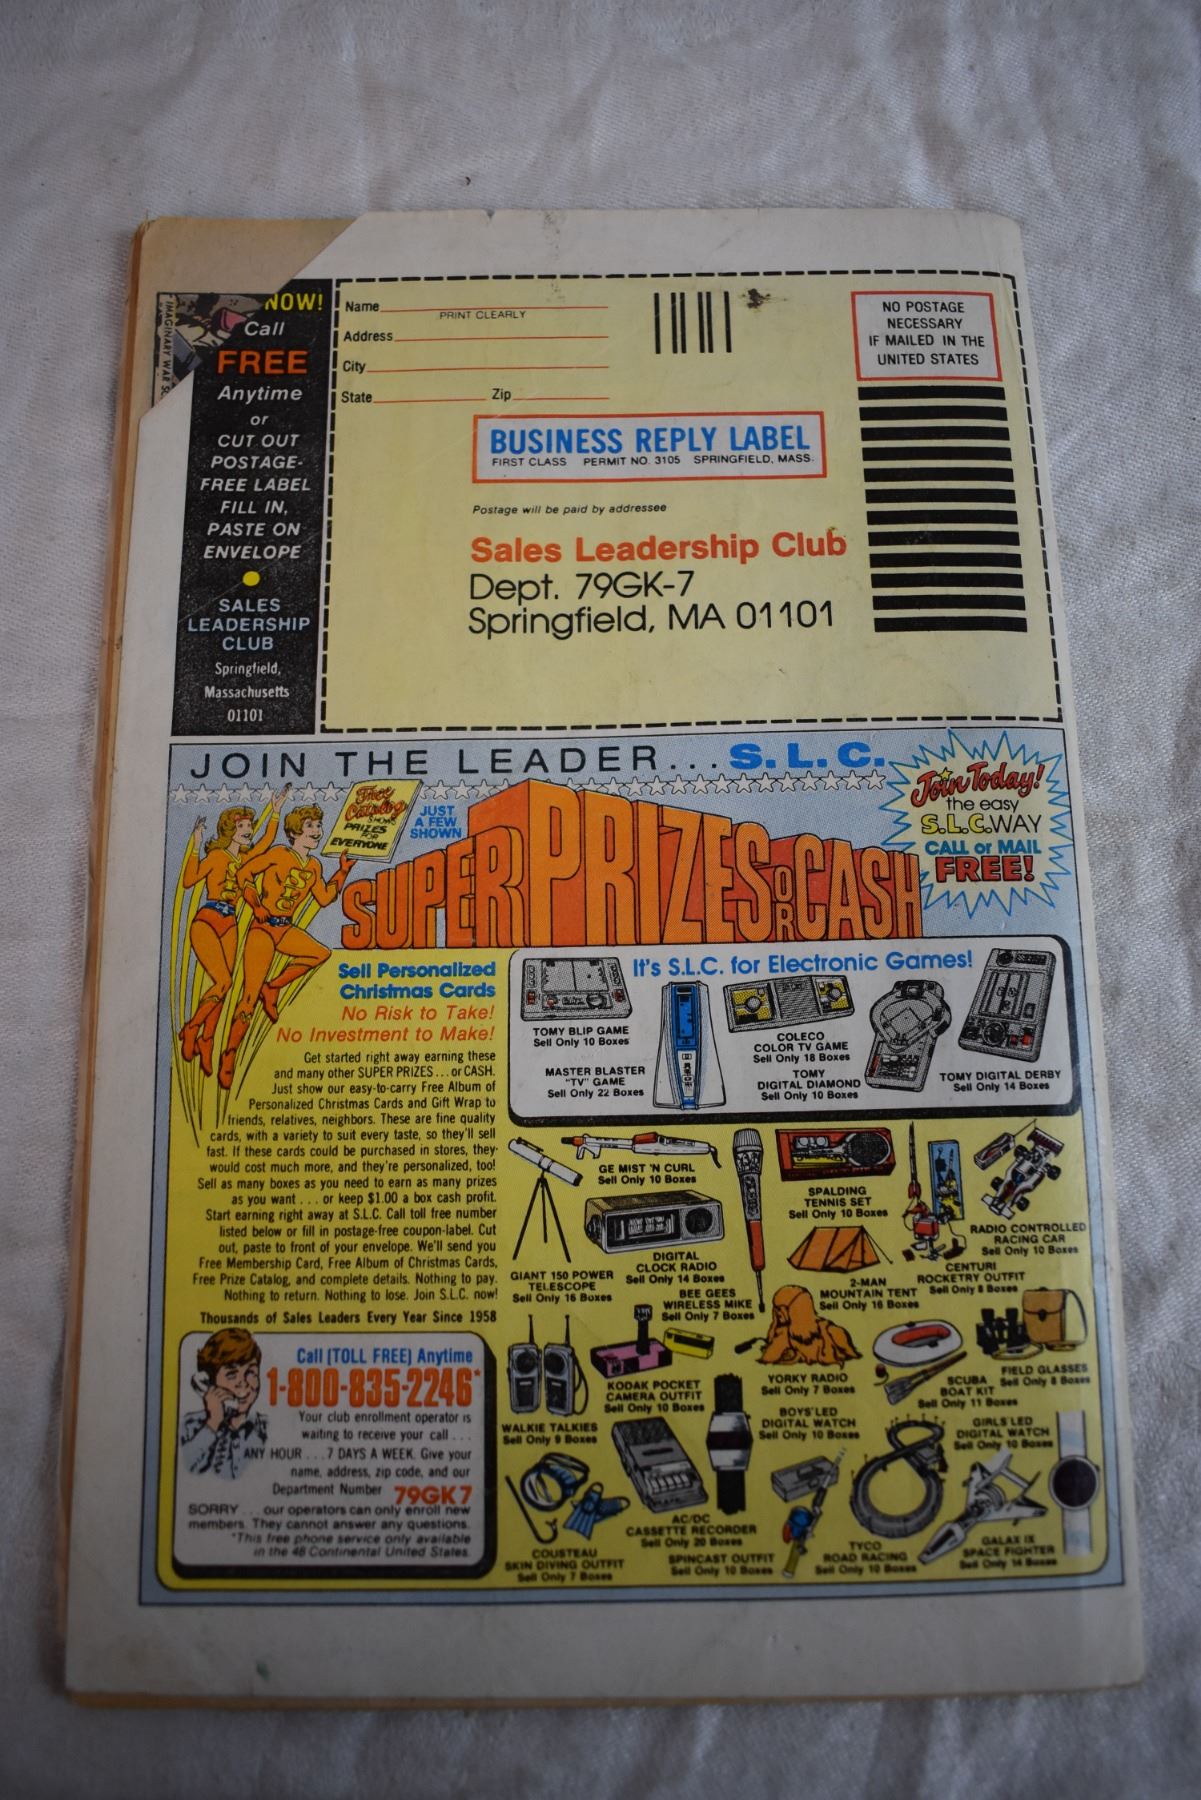 NOW!
Call
FREE
Anytime
or
CUT OUT
POSTAGE-
FREE LABEL
FILL IN,
PASTE ON
ENVELOPE
SALES
LEADERSHIP
CLUB
Springfield,
Massachusetts
01101
IMAGINARY WAR
Name
PRINT CLEARLY
Address
City
State Zip
NO POSTAGE
NECESSARY
IF MAILED IN THE
UNITED STATES
BUSINESS REPLY LABEL
FIRST CLASS PERMIT NO. 3105 SPRINGFIELD, MASS.
Postage will be paid by addressee
Sales Leadership Club
Dept. 79GK-7
Springfield, MA 01101
JOIN THE LEADER...S.L.C.
Free
Catalog
SHOWS
PRIZES
FOR
EVERYONE
JUST
A FEW
SHOWN
SUPER PRIZES OR CASH
Join Today!
the easy
S.L.C. WAY
CALL or MAIL
FREE!
Sell Personalized
Christmas Cards
No Risk to Take!
No Investment to Make!
Get started right away earning these
and many other SUPER PRIZES...or CASH.
Just show our easy-to-carry Free Album of
Personalized Christmas Cards and Gift Wrap to
friends, relatives, neighbors. These are fine quality
cards, with a variety to suit every taste, so they'll sell
fast. If these cards could be purchased in stores, they-
would cost much more, and they're personalized, too!
Sell as many boxes as you need to earn as many prizes
as you want...or keep $1.00 a box cash profit.
Start earning right away at S.L.C. Call toll free number
listed below or fill in postage-free coupon-label. Cut
out, paste to front of your envelope. We'll send you
Free Membership Card, Free Album of Christmas Cards,
Free Prize Catalog, and complete details. Nothing to pay.
Nothing to return. Nothing to lose. Join S.L.C. now!
Thousands of Sales Leaders Every Year Since 1958
Call (TOLL FREE) Anytime
1-800-835-2246*
Your club enrollment operator is
waiting to receive your call...
ANY HOUR...7 DAYS A WEEK. Give your
name, address, zip code, and our
Department Number 79GK7
SORRY...our operators can only enroll new
members. They cannot answer any questions.
*This free phone service only available
in the 48 Continental United States.
It's S.L.C. for Electronic Games!
TOMY BLIP GAME
Sell Only 10 Boxes
MASTER BLASTER
"TV" GAME
Sell Only 22 Boxes
COLECO
COLOR TV GAME
Sell Only 18 Boxes
TOMY
DIGITAL DIAMOND
Sell Only 10 Boxes
TOMY DIGITAL DERBY
Sell Only 14 Boxes
GE MIST 'N CURL
Sell Only 10 Boxes
SPALDING
TENNIS SET
Sell Only 10 Boxes
RADIO CONTROLLED
RACING CAR
Sell Only 10 Boxes
GIANT 150 POWER
TELESCOPE
Sell Only 16 Boxes
DIGITAL
CLOCK RADIO
Sell Only 14 Boxes
BEE GEES
WIRELESS MIKE
Sell Only 7 Boxes
2-MAN
MOUNTAIN TENT
Sell Only 16 Boxes
CENTURI
ROCKETRY OUTFIT
Sell Only 8 Boxes
WALKIE TALKIES
Sell Only 9 Boxes
KODAK POCKET
CAMERA OUTFIT
Sell Only 10 Boxes
YORKY RADIO
Sell Only 7 Boxes
SCUBA
BOAT KIT
Sell Only 11 Boxes
FIELD GLASSES
Sell Only 8 Boxes
BOYS' LED
DIGITAL WATCH
Sell Only 10 Boxes
GIRLS' LED
DIGITAL WATCH
Sell Only 10 Boxes
COUSTEAU
SKIN DIVING OUTFIT
Sell Only 7 Boxes
AC/DC
CASSETTE RECORDER
Sell Only 20 Boxes
SPINCAST OUTFIT
Sell Only 10 Boxes
TYCO
ROAD RACING
Sell Only 10 Boxes
GALAX IX
SPACE FIGHTER
Sell Only 14 Boxes